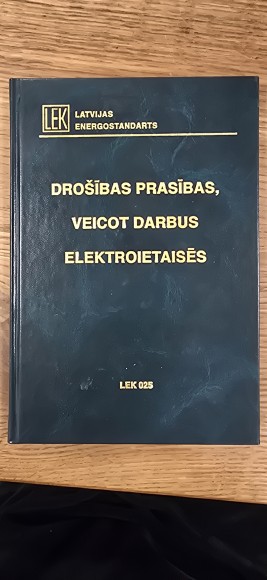 LEK
LATVIJAS
ENERGOSTANDARTS
DROŠĪBAS PRASĪBAS,
VEICOT DARBUS
ELEKTROIETAISĒS
LEK 025